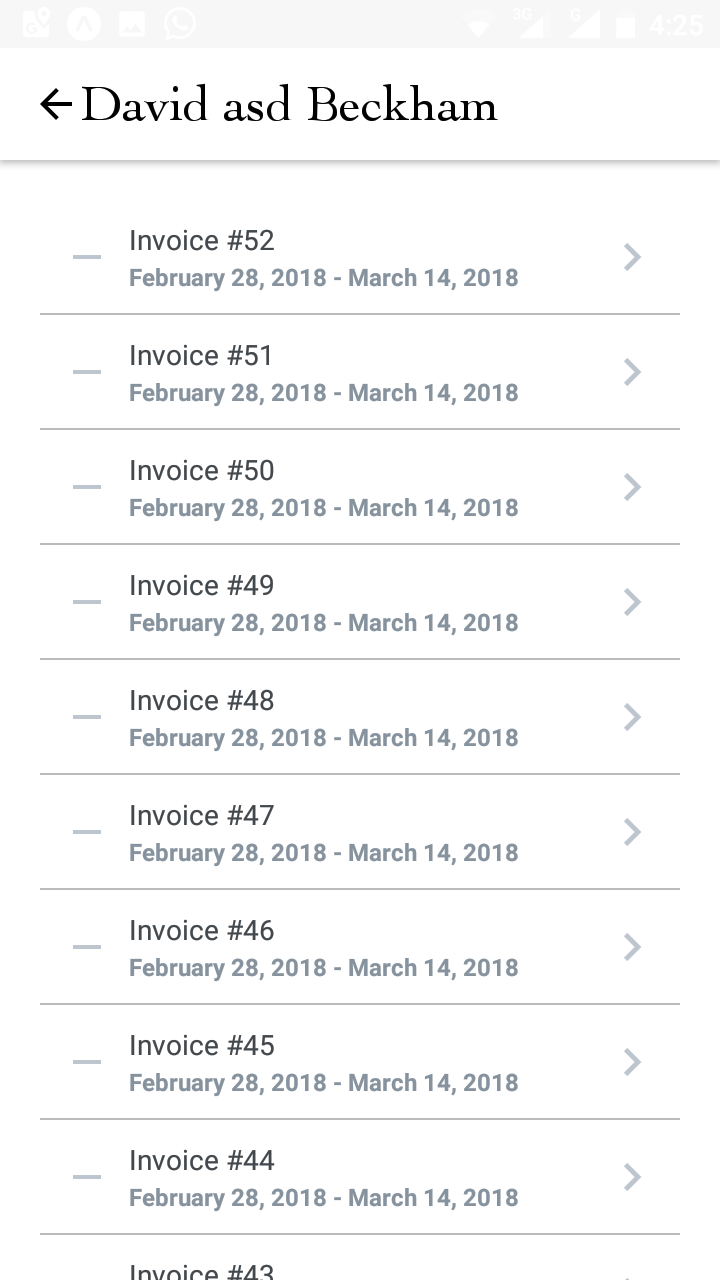 3G G 4:25
David asd Beckham
Invoice #52
February 28, 2018 - March 14, 2018
Invoice #51
February 28, 2018 - March 14, 2018
Invoice #50
February 28, 2018 - March 14, 2018
Invoice #49
February 28, 2018 - March 14, 2018
Invoice #48
February 28, 2018 - March 14, 2018
Invoice #47
February 28, 2018 - March 14, 2018
Invoice #46
February 28, 2018 - March 14, 2018
Invoice #45
February 28, 2018 - March 14, 2018
Invoice #44
February 28, 2018 - March 14, 2018
Invoice #43